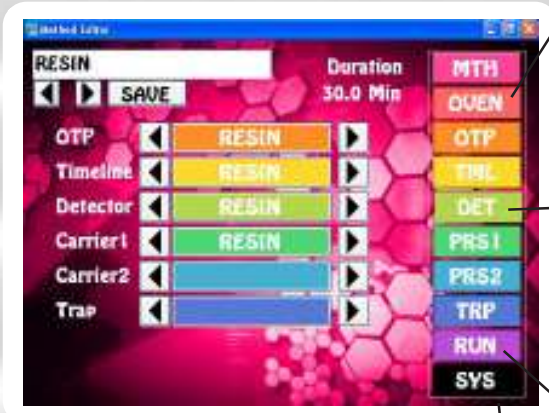 Method Editor
RESIN
Duration
SAVE
30.0 Min
OTP RESIN
Timeline RESIN
Detector RESIN
Carrier1 RESIN
Carrier2
Trap
MTH
OVEN
OTP
TML
DET
PRS1
PRS2
TRP
RUN
SYS